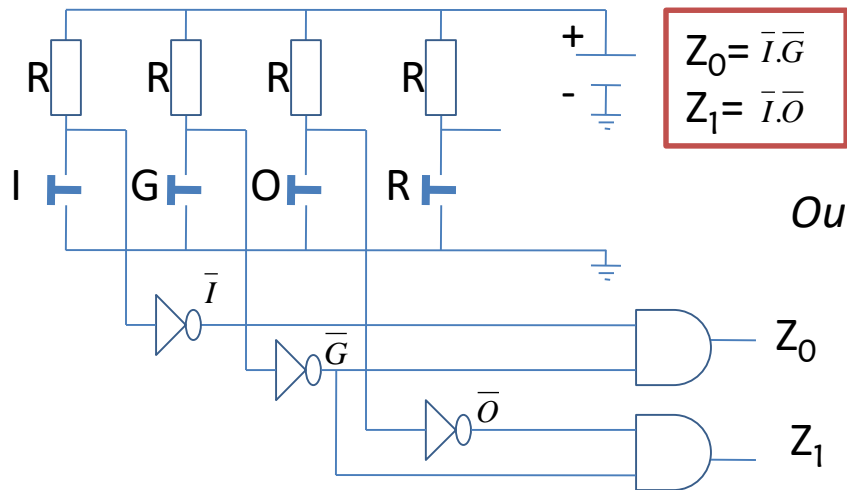 +
Z₀= I̅.G̅
R R R R
-
Z₁= I̅.O̅
I G O R
Ou
I̅
Z₀
G̅
O̅
Z₁